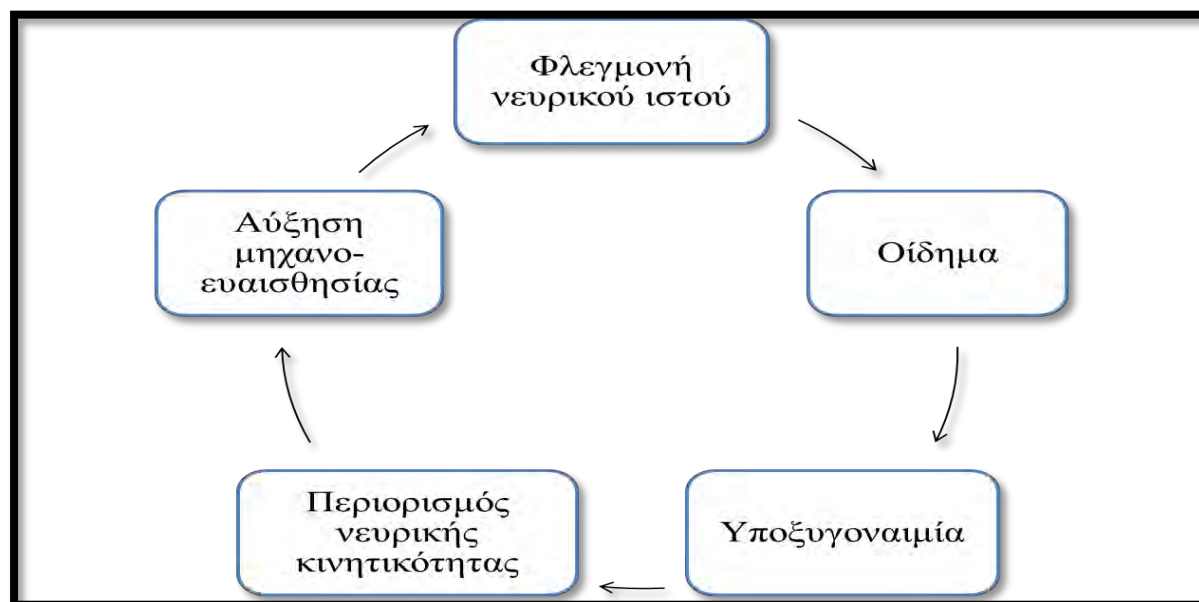 Φλεγμονή
νευρικού ιστού
Οίδημα
Υποξυγοναιμία
Περιορισμός
νευρικής
κινητικότητας
Αύξηση
μηχανο-
ευαισθησίας